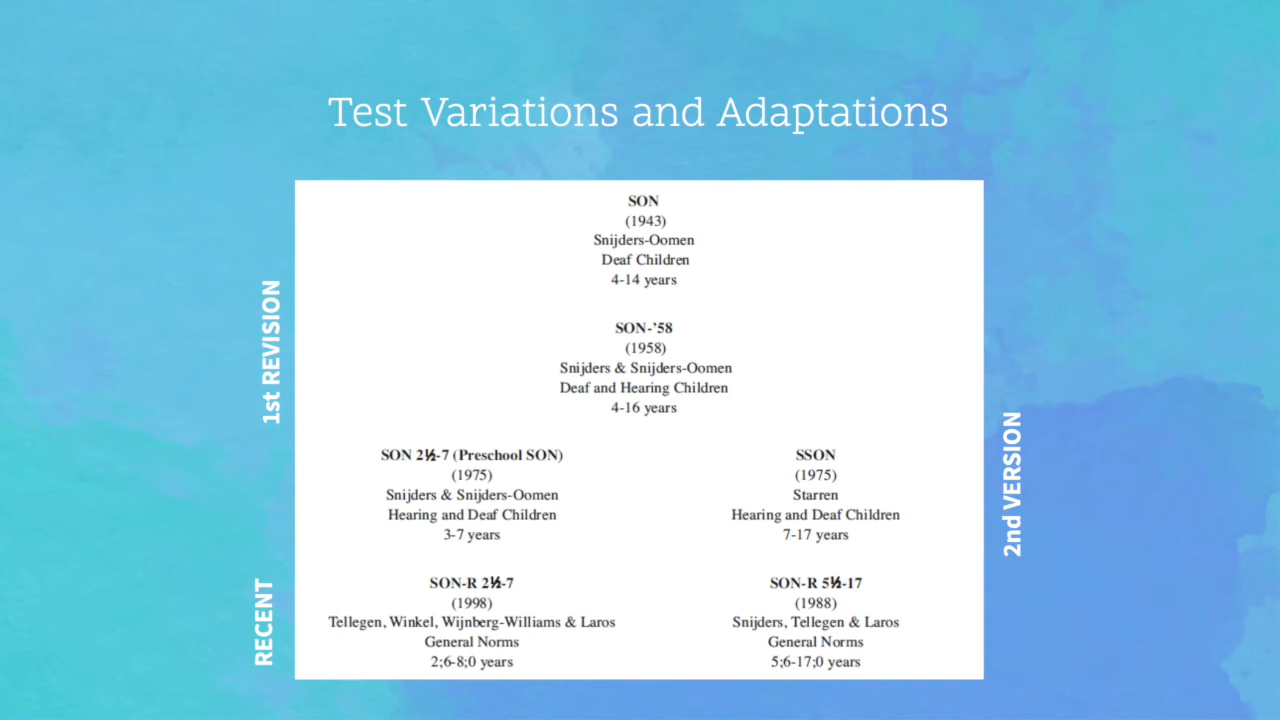 Test Variations and Adaptations
SON
(1943)
Snijders-Oomen
Deaf Children
4-14 years
1st REVISION
SON-’58
(1958)
Snijders & Snijders-Oomen
Deaf and Hearing Children
4-16 years
2nd VERSION
SON 2½-7 (Preschool SON)
(1975)
Snijders & Snijders-Oomen
Hearing and Deaf Children
3-7 years
SSON
(1975)
Starren
Hearing and Deaf Children
7-17 years
RECENT
SON-R 2½-7
(1998)
Tellegen, Winkel, Wijnberg-Williams & Laros
General Norms
2;6-8;0 years
SON-R 5½-17
(1988)
Snijders, Tellegen & Laros
General Norms
5;6-17;0 years